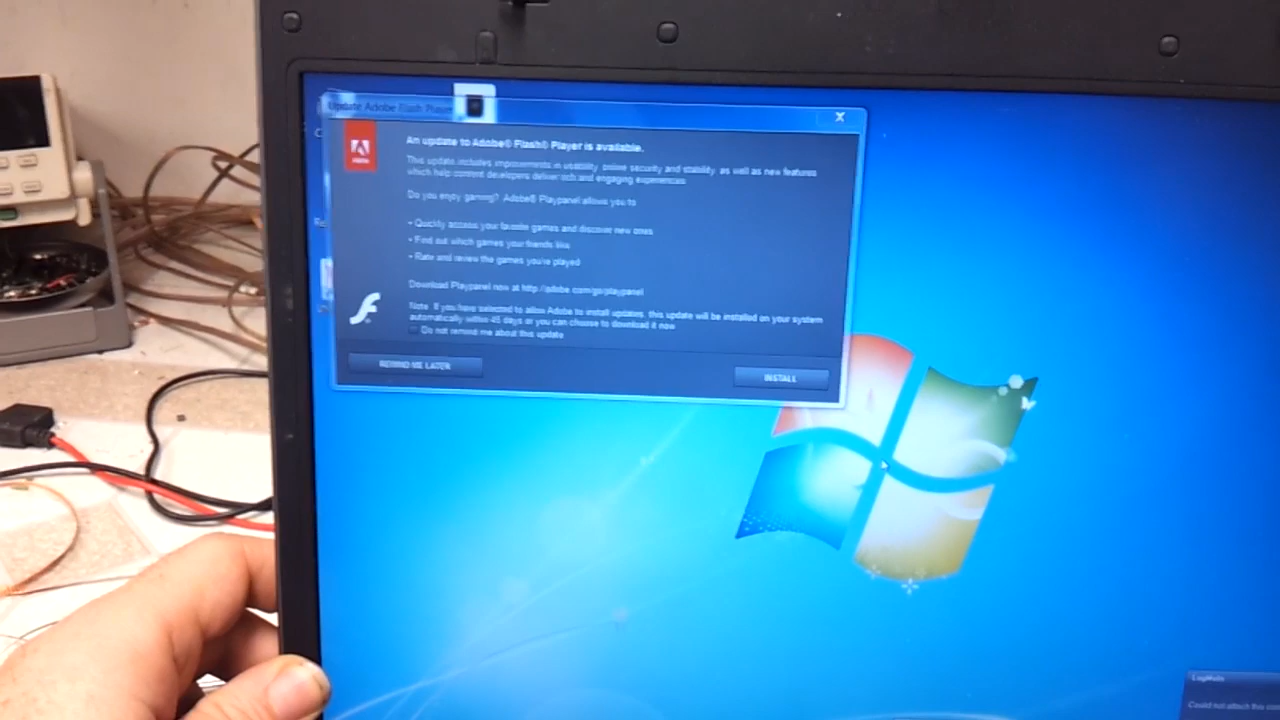 Update Adobe Flash Player
An update to Adobe® Flash® Player is available.
This update includes improvements in usability, online security and stability, as well as new features
which help content developers deliver rich and engaging experiences.
Do you enjoy gaming? Adobe® Playpanel allows you to
• Quickly access your favorite games and discover new ones
• Find out which games your friends like
• Rate and review the games you're played
Download Playpanel now at http://adobe.com/go/playpanel
Note: If you have selected to allow Adobe to install updates, this update will be installed on your system
automatically within 45 days or you can choose to download it now
Do not remind me about this update
REMIND ME LATER
INSTALL
LogMeIn
Could not attach this